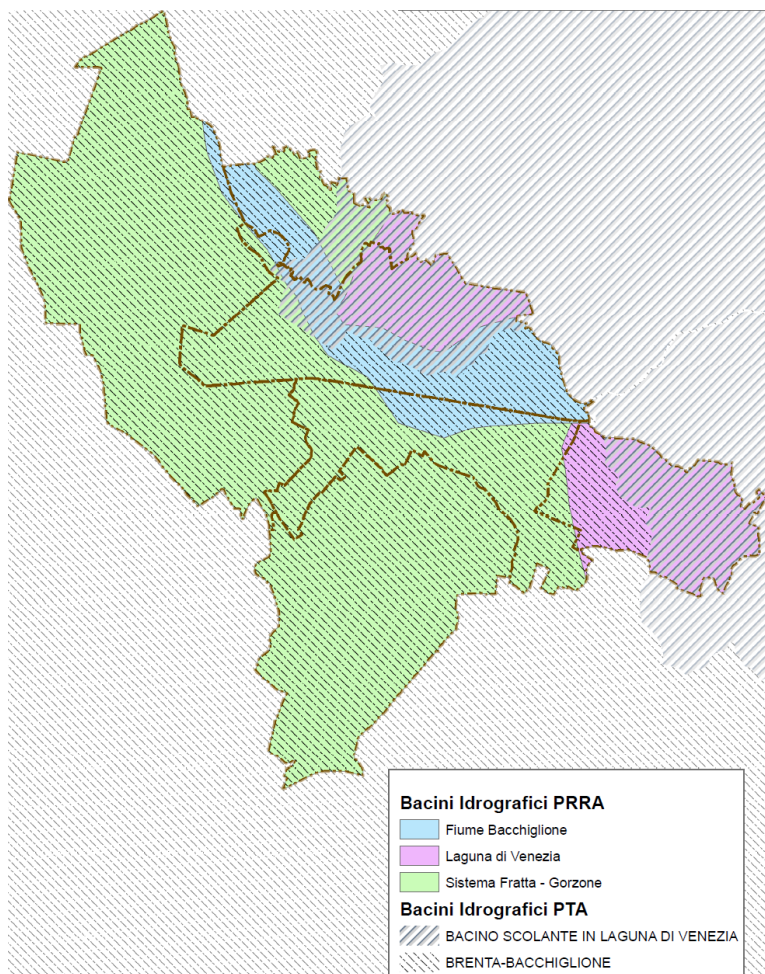 Bacini Idrografici PRRA
Fiume Bacchiglione
Laguna di Venezia
Sistema Fratta - Gorzone
Bacini Idrografici PTA
BACINO SCOLANTE IN LAGUNA DI VENEZIA
BRENTA-BACCHIGLIONE